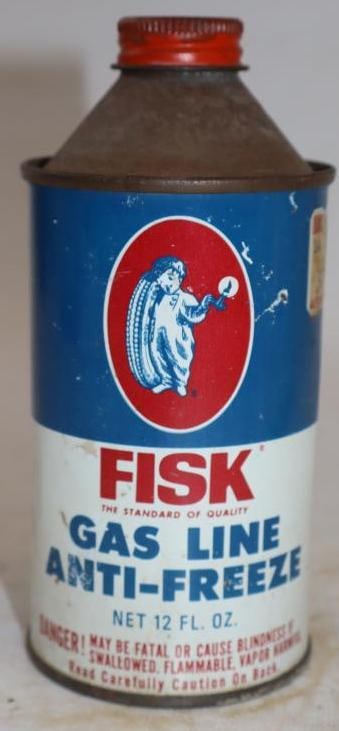 FISK®
THE STANDARD OF QUALITY
GAS LINE
ANTI-FREEZE
NET 12 FL. OZ.
DANGER! MAY BE FATAL OR CAUSE BLINDNESS IF
SWALLOWED. FLAMMABLE, VAPOR HARMFUL
Read Carefully Caution On Back.